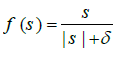 f(s) = s / (|s| + δ)